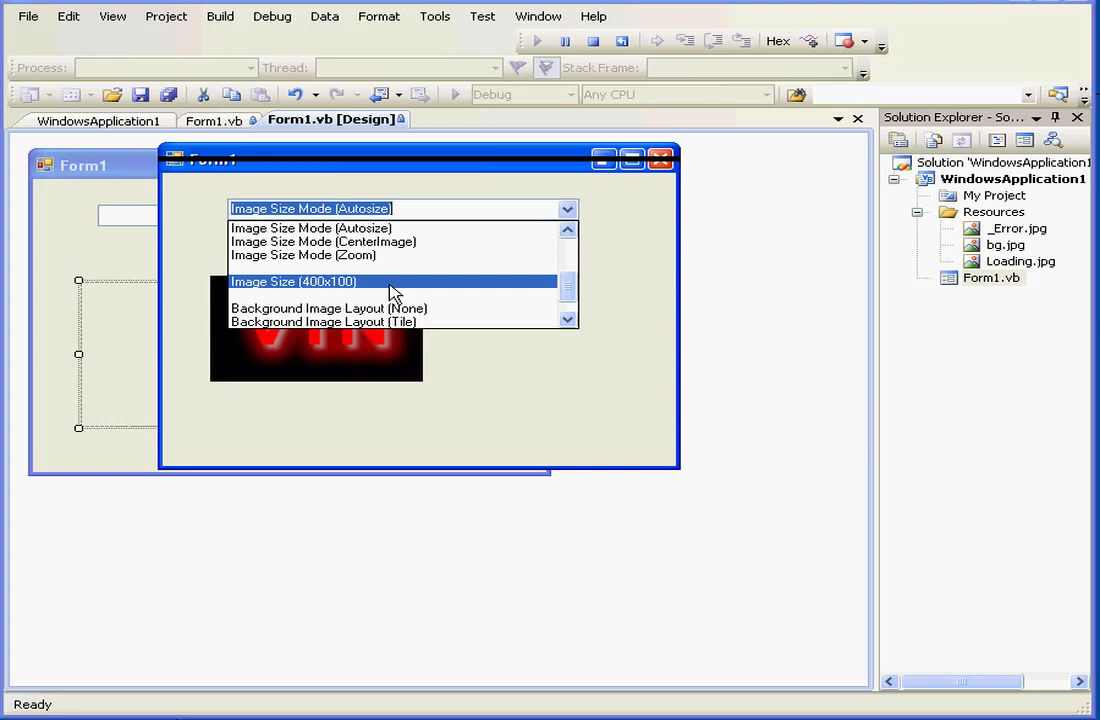 File Edit View Project Build Debug Data Format Tools Test Window Help
Hex
Process: Thread: Stack Frame:
Debug Any CPU
WindowsApplication1 Form1.vb Form1.vb [Design]
Solution Explorer - So...
Form1
Form1
Image Size Mode (Autosize)
Image Size Mode (Autosize)
Image Size Mode (CenterImage)
Image Size Mode (Zoom)
Image Size (400x100)
Background Image Layout (None)
Background Image Layout (Tile)
VIN
Solution 'WindowsApplication1
WindowsApplication1
My Project
Resources
_Error.jpg
bg.jpg
Loading.jpg
Form1.vb
Ready